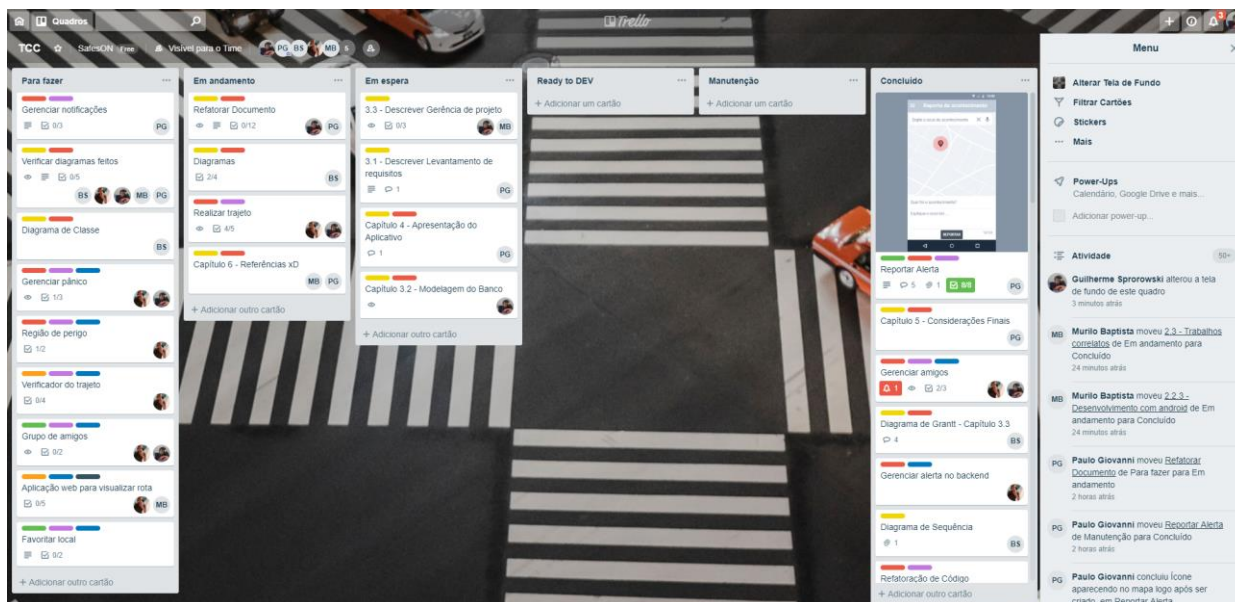 Quadros
Trello
3
TCC
SalesON
Free
Visível para o Time
PG
BS
MB
5
Para fazer
Gerenciar notificações
0/3
PG
Verificar diagramas feitos
0/5
BS
MB
PG
Diagrama de Classe
BS
Gerenciar pânico
1/3
Região de perigo
1/2
Verificador do trajeto
0/4
Grupo de amigos
0/2
Aplicação web para visualizar rota
0/5
MB
Favoritar local
0/2
+ Adicionar outro cartão
Em andamento
Refatorar Documento
0/12
PG
Diagramas
2/4
BS
Realizar trajeto
4/5
Capítulo 6 - Referências xD
MB
PG
+ Adicionar outro cartão
Em espera
3.3 - Descrever Gerência de projeto
0/3
MB
3.1 - Descrever Levantamento de
requisitos
1
PG
Capítulo 4 - Apresentação do
Aplicativo
1
PG
Capítulo 3.2 - Modelagem do Banco
+ Adicionar outro cartão
Ready to DEV
+ Adicionar um cartão
Manutenção
+ Adicionar um cartão
Concluído
Reporte de acontecimento
Qual foi o acontecimento?
REPORTAR
Reportar Alerta
5
1
8/8
PG
Capítulo 5 - Considerações Finais
PG
Gerenciar amigos
1
2/3
Diagrama de Grantt - Capítulo 3.3
4
BS
Gerenciar alerta no backend
Diagrama de Sequência
1
BS
Refatoração de Código
+ Adicionar outro cartão
Menu
Alterar Tela de Fundo
Filtrar Cartões
Stickers
Mais
Power-Ups
Calendário, Google Drive e mais...
Adicionar power-up...
Atividade
50+
Guilherme Sprorowski alterou a tela
de fundo de este quadro
3 minutos atrás
MB
Murilo Baptista moveu 2.3 - Trabalhos
correlatos de Em andamento para
Concluído
24 minutos atrás
MB
Murilo Baptista moveu 2.2.3 -
Desenvolvimento com android de Em
andamento para Concluído
24 minutos atrás
PG
Paulo Giovanni moveu Refatorar
Documento de Para fazer para Em
andamento
2 horas atrás
PG
Paulo Giovanni moveu Reportar Alerta
de Manutenção para Concluído
2 horas atrás
PG
Paulo Giovanni concluiu Ícone
aparecendo no mapa logo após ser
criado, em Reportar Alerta